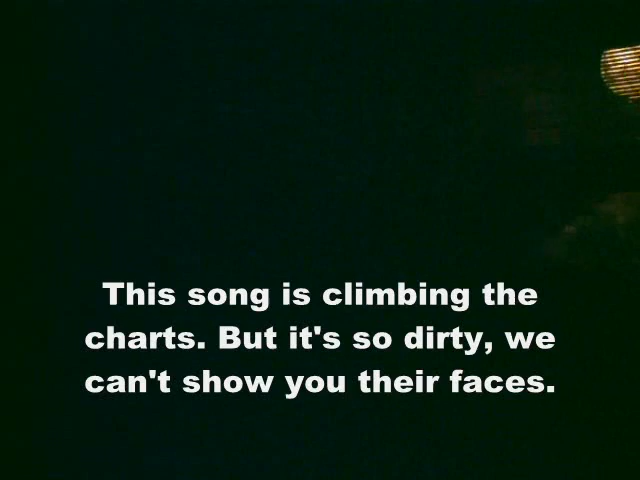 This song is climbing the
charts. But it's so dirty, we
can't show you their faces.